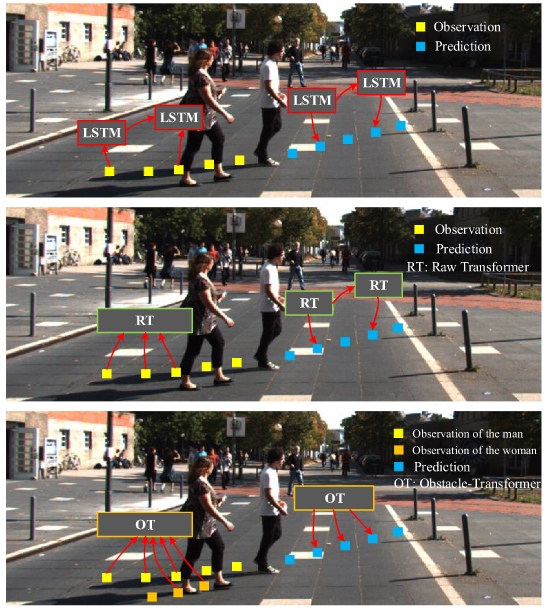 Observation
Prediction
LSTM
LSTM
LSTM
LSTM
Observation
Prediction
RT: Raw Transformer
RT
RT
RT
Observation of the man
Observation of the woman
Prediction
OT: Obstacle-Transformer
OT
OT